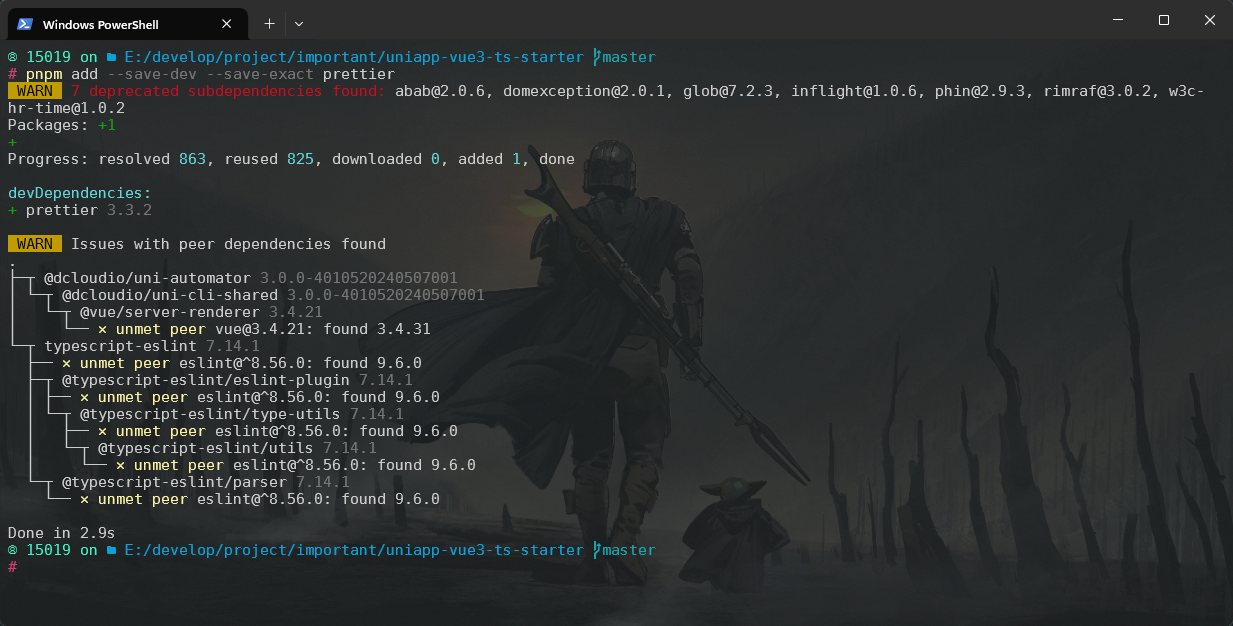 Windows PowerShell
15019 on E:/develop/project/important/uniapp-vue3-ts-starter master
# pnpm add --save-dev --save-exact prettier
WARN 7 deprecated subdependencies found: abab@2.0.6, domexception@2.0.1, glob@7.2.3, inflight@1.0.6, phin@2.9.3, rimraf@3.0.2, w3c-
hr-time@1.0.2
Packages: +1
+
Progress: resolved 863, reused 825, downloaded 0, added 1, done
devDependencies:
+ prettier 3.3.2
WARN Issues with peer dependencies found
.
├─┬ @dcloudio/uni-automator 3.0.0-4010520240507001
│ └─┬ @dcloudio/uni-cli-shared 3.0.0-4010520240507001
│   └─┬ @vue/server-renderer 3.4.21
│     └── ✕ unmet peer vue@3.4.21: found 3.4.31
└─┬ typescript-eslint 7.14.1
  ├── ✕ unmet peer eslint@^8.56.0: found 9.6.0
  ├─┬ @typescript-eslint/eslint-plugin 7.14.1
  │ ├── ✕ unmet peer eslint@^8.56.0: found 9.6.0
  │ └─┬ @typescript-eslint/type-utils 7.14.1
  │   ├── ✕ unmet peer eslint@^8.56.0: found 9.6.0
  │   └─┬ @typescript-eslint/utils 7.14.1
  │     └── ✕ unmet peer eslint@^8.56.0: found 9.6.0
  └─┬ @typescript-eslint/parser 7.14.1
    └── ✕ unmet peer eslint@^8.56.0: found 9.6.0
Done in 2.9s
15019 on E:/develop/project/important/uniapp-vue3-ts-starter master
#